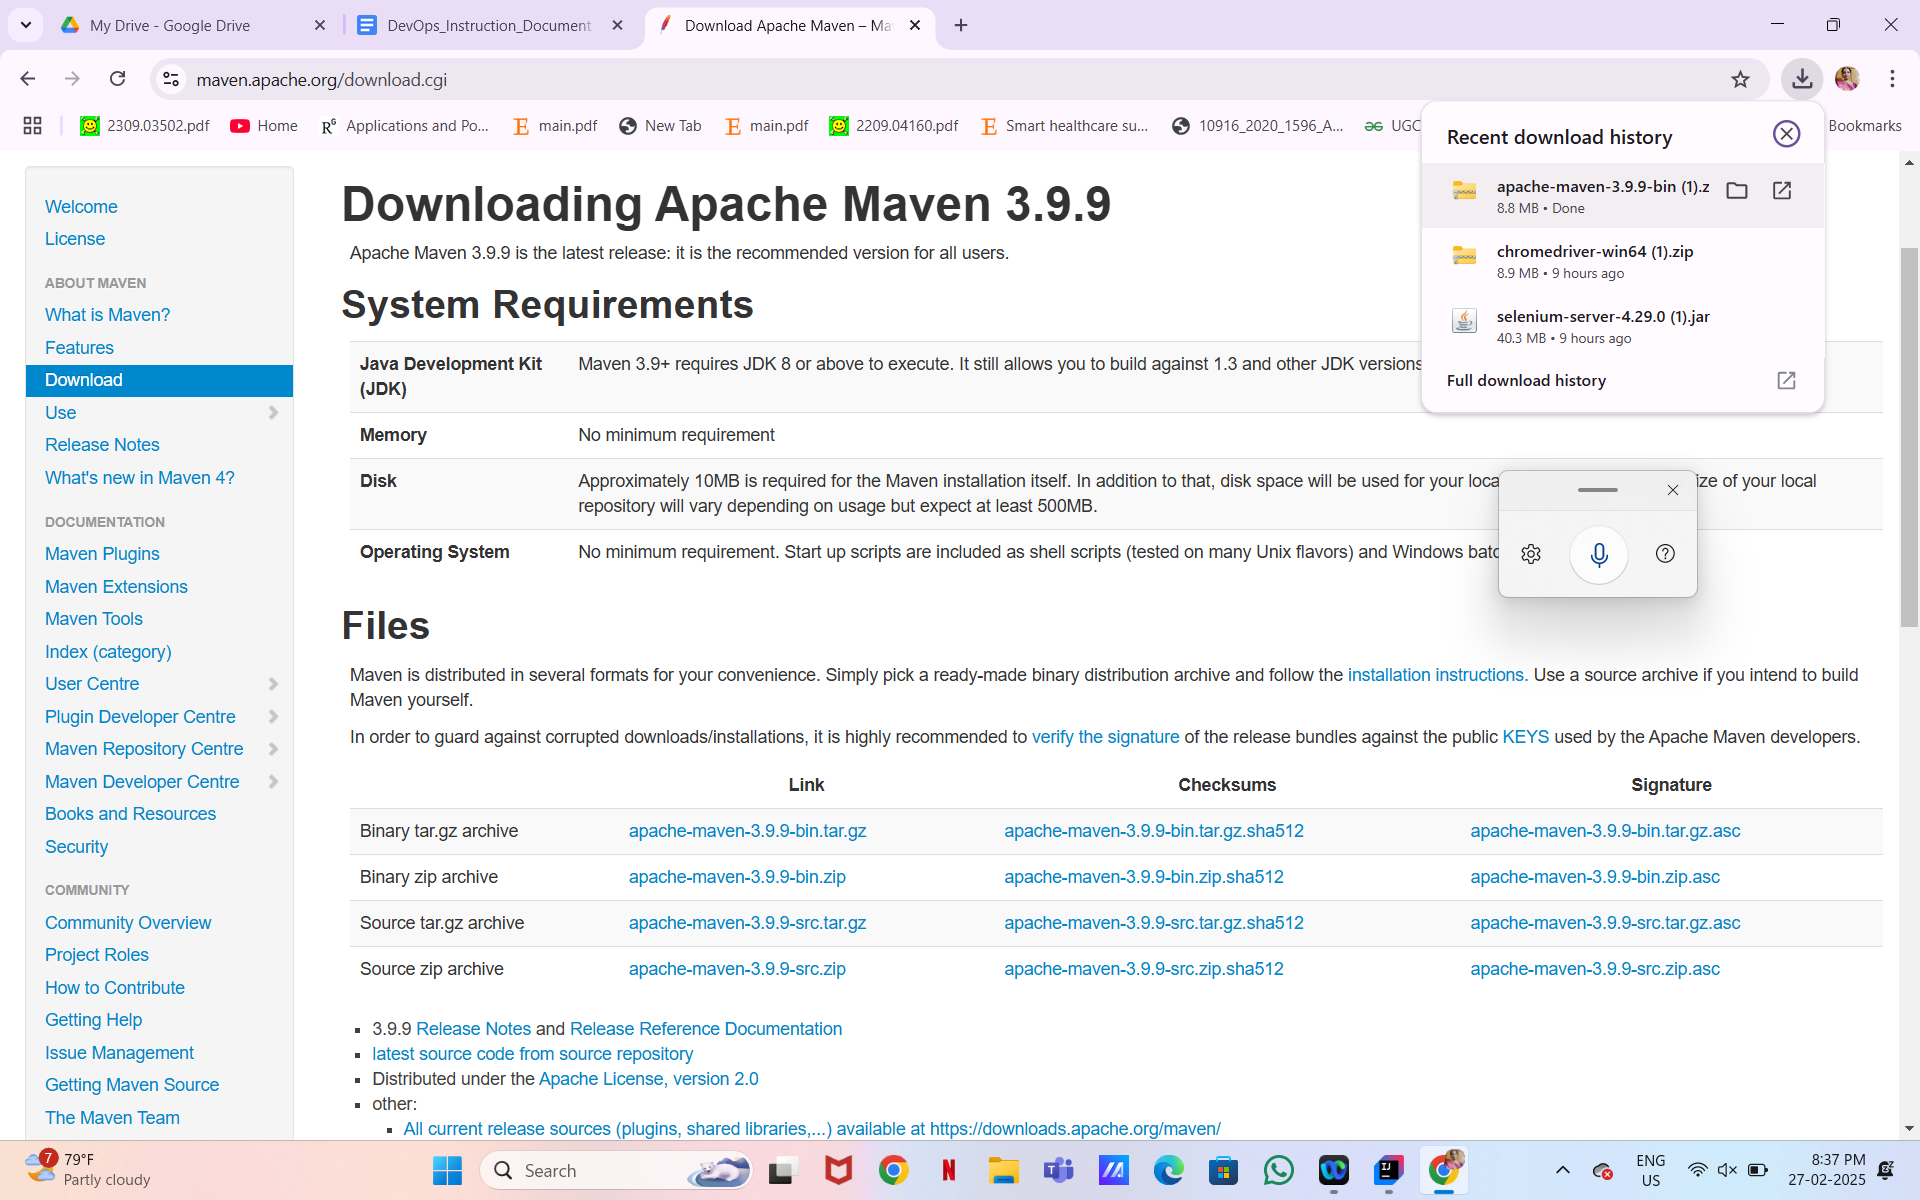 My Drive - Google Drive
DevOps_Instruction_Document
Download Apache Maven – Ma
maven.apache.org/download.cgi
2309.03502.pdf
Home
Applications and Po...
main.pdf
New Tab
main.pdf
2209.04160.pdf
Smart healthcare su...
10916_2020_1596_A...
UGC
Bookmarks
Recent download history
apache-maven-3.9.9-bin (1).z
8.8 MB • Done
chromedriver-win64 (1).zip
8.9 MB • 9 hours ago
selenium-server-4.29.0 (1).jar
40.3 MB • 9 hours ago
Full download history
Welcome
License
ABOUT MAVEN
What is Maven?
Features
Download
Use
Release Notes
What's new in Maven 4?
DOCUMENTATION
Maven Plugins
Maven Extensions
Maven Tools
Index (category)
User Centre
Plugin Developer Centre
Maven Repository Centre
Maven Developer Centre
Books and Resources
Security
COMMUNITY
Community Overview
Project Roles
How to Contribute
Getting Help
Issue Management
Getting Maven Source
The Maven Team
Downloading Apache Maven 3.9.9
Apache Maven 3.9.9 is the latest release: it is the recommended version for all users.
System Requirements
Java Development Kit (JDK)
Maven 3.9+ requires JDK 8 or above to execute. It still allows you to build against 1.3 and other JDK versions
Memory
No minimum requirement
Disk
Approximately 10MB is required for the Maven installation itself. In addition to that, disk space will be used for your loca ize of your local
repository will vary depending on usage but expect at least 500MB.
Operating System
No minimum requirement. Start up scripts are included as shell scripts (tested on many Unix flavors) and Windows batc
Files
Maven is distributed in several formats for your convenience. Simply pick a ready-made binary distribution archive and follow the installation instructions. Use a source archive if you intend to build
Maven yourself.
In order to guard against corrupted downloads/installations, it is highly recommended to verify the signature of the release bundles against the public KEYS used by the Apache Maven developers.
Link Checksums Signature
Binary tar.gz archive apache-maven-3.9.9-bin.tar.gz apache-maven-3.9.9-bin.tar.gz.sha512 apache-maven-3.9.9-bin.tar.gz.asc
Binary zip archive apache-maven-3.9.9-bin.zip apache-maven-3.9.9-bin.zip.sha512 apache-maven-3.9.9-bin.zip.asc
Source tar.gz archive apache-maven-3.9.9-src.tar.gz apache-maven-3.9.9-src.tar.gz.sha512 apache-maven-3.9.9-src.tar.gz.asc
Source zip archive apache-maven-3.9.9-src.zip apache-maven-3.9.9-src.zip.sha512 apache-maven-3.9.9-src.zip.asc
3.9.9 Release Notes and Release Reference Documentation
latest source code from source repository
Distributed under the Apache License, version 2.0
other:
All current release sources (plugins, shared libraries,...) available at https://downloads.apache.org/maven/
7
79°F
Partly cloudy
Search
ENG
US
8:37 PM
27-02-2025